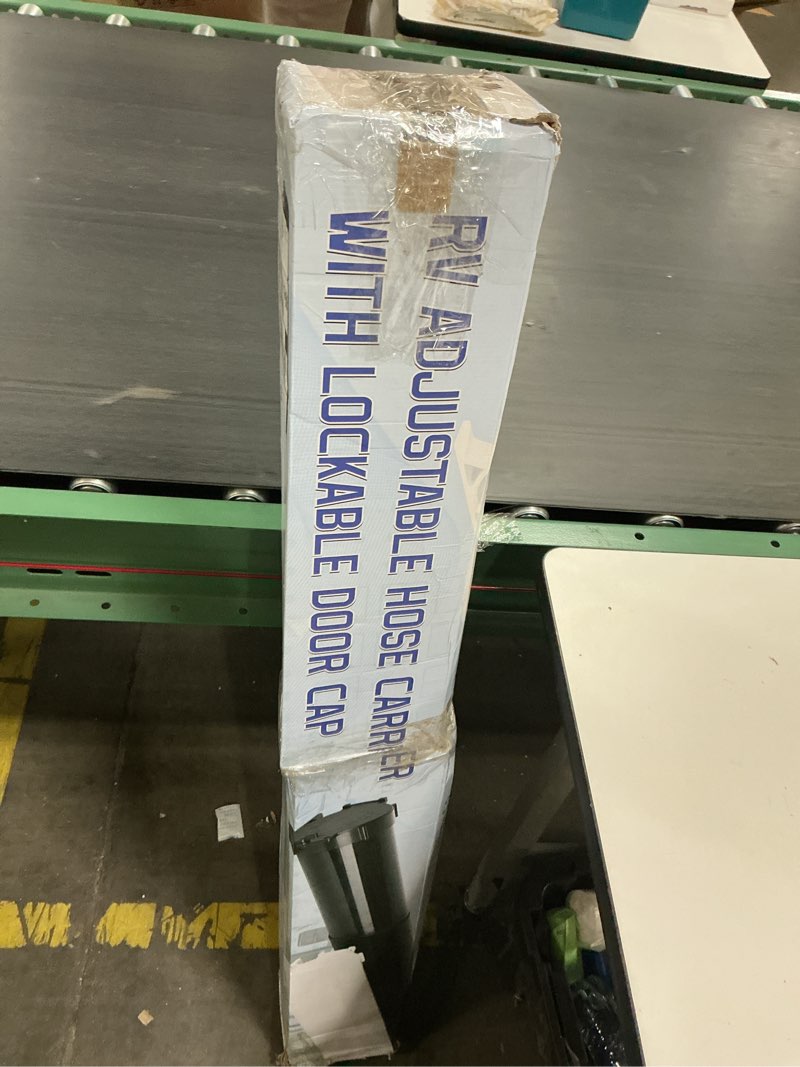 RV ADJUSTABLE HOSE CARRIER
WITH LOCKABLE DOOR CAP